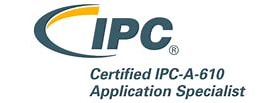 IPC®
Certified IPC-A-610
Application Specialist